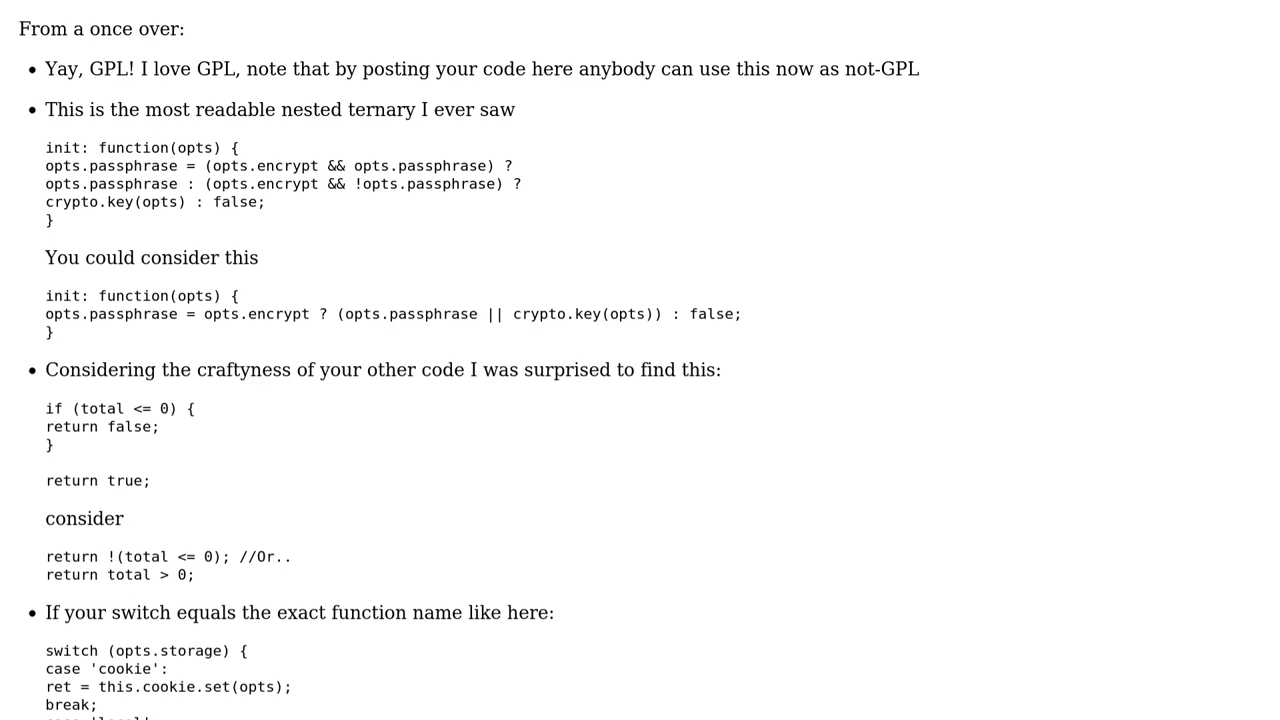 From a once over:
Yay, GPL! I love GPL, note that by posting your code here anybody can use this now as not-GPL
This is the most readable nested ternary I ever saw
init: function(opts) {
opts.passphrase = (opts.encrypt && opts.passphrase) ?
opts.passphrase : (opts.encrypt && !opts.passphrase) ?
crypto.key(opts) : false;
}
You could consider this
init: function(opts) {
opts.passphrase = opts.encrypt ? (opts.passphrase || crypto.key(opts)) : false;
}
Considering the craftyness of your other code I was surprised to find this:
if (total <= 0) {
return false;
}
return true;
consider
return !(total <= 0); //Or..
return total > 0;
If your switch equals the exact function name like here:
switch (opts.storage) {
case 'cookie':
ret = this.cookie.set(opts);
break;